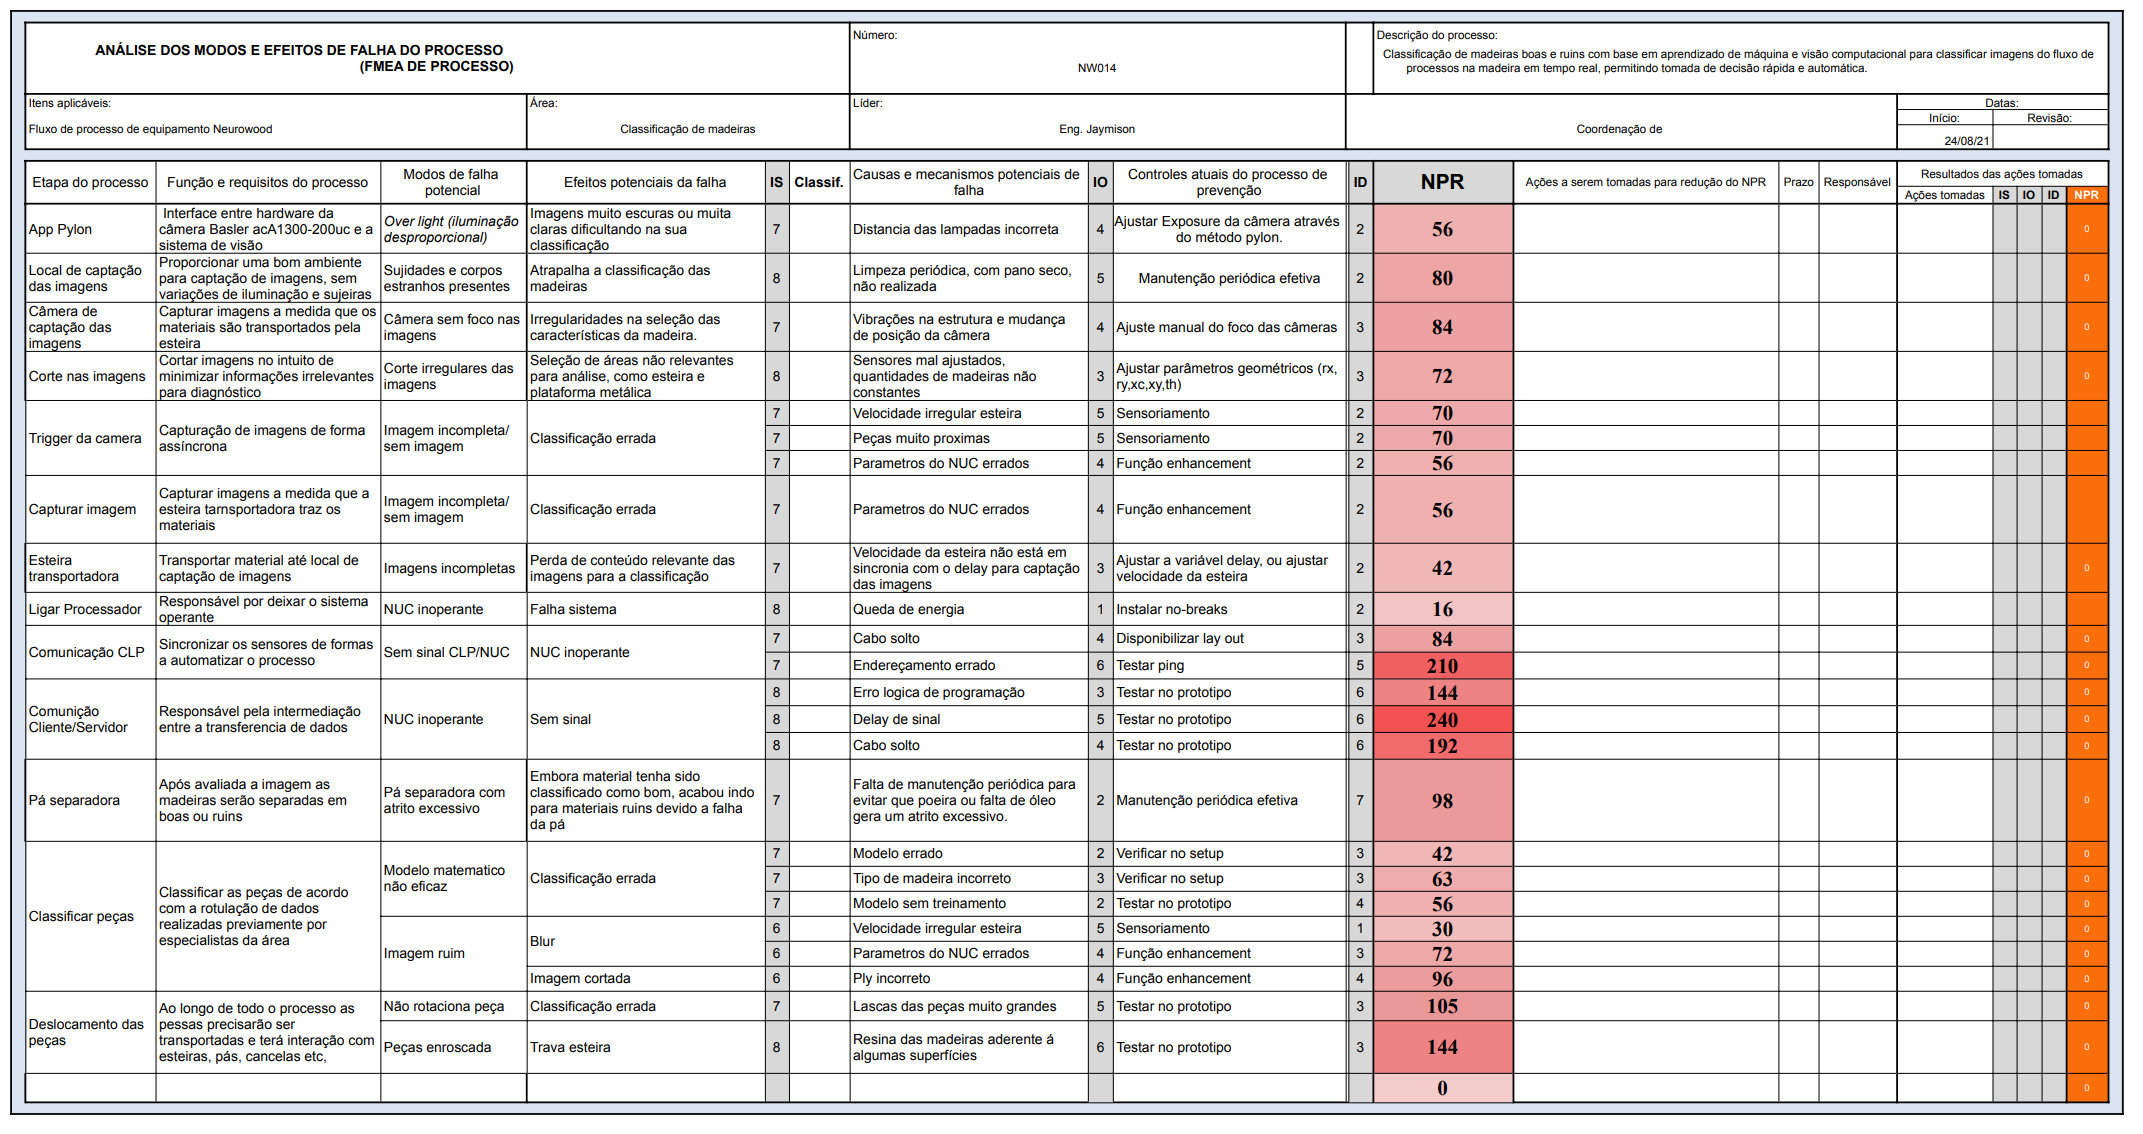 ANÁLISE DOS MODOS E EFEITOS DE FALHA DO PROCESSO
(FMEA DE PROCESSO)
Número:
NW014
Descrição do processo:
Classificação de madeiras boas e ruins com base em aprendizado de máquina e visão computacional para classificar imagens do fluxo de
processos na madeira em tempo real, permitindo tomada de decisão rápida e automática.
Itens aplicáveis:
Fluxo de processo de equipamento Neurowood
Área:
Classificação de madeiras
Líder:
Eng. Jaymison
Coordenação de
Datas:
Início:
Revisão:
24/08/21
Etapa do processo
Função e requisitos do processo
Modos de falha
potencial
Efeitos potenciais da falha
IS
Classif.
Causas e mecanismos potenciais de
falha
IO
Controles atuais do processo de
prevenção
ID
NPR
Ações a serem tomadas para redução do NPR
Prazo
Responsável
Resultados das ações tomadas
Ações tomadas
IS
IO
ID
NPR
App Pylon
Interface entre hardware da
câmera Basler acA1300-200uc e a
sistema de visão
Over light (iluminação
desproporcional)
Imagens muito escuras ou muita
claras dificultando na sua
classificação
7
Distancia das lampadas incorreta
4
Ajustar Exposure da câmera através
do método pylon.
2
56
0
Local de captação
das imagens
Proporcionar uma bom ambiente
para captação de imagens, sem
variações de iluminação e sujeiras
Sujidades e corpos
estranhos presentes
Atrapalha a classificação das
madeiras
8
Limpeza periódica, com pano seco,
não realizada
5
Manutenção periódica efetiva
2
80
0
Câmera de
captação das
imagens
Capturar imagens a medida que os
materiais são transportados pela
esteira
Câmera sem foco nas
imagens
Irregularidades na seleção das
características da madeira.
7
Vibrações na estrutura e mudança
de posição da câmera
4
Ajuste manual do foco das câmeras
3
84
0
Corte nas imagens
Cortar imagens no intuito de
minimizar informações irrelevantes
para diagnóstico
Corte irregulares das
imagens
Seleção de áreas não relevantes
para análise, como esteira e
plataforma metálica
8
Sensores mal ajustados,
quantidades de madeiras não
constantes
3
Ajustar parâmetros geométricos (rx,
ry,xc,xy,th)
3
72
0
Trigger da camera
Capturação de imagens de forma
assíncrona
Imagem incompleta/
sem imagem
Classificação errada
7
Velocidade irregular esteira
5
Sensoriamento
2
70
7
Peças muito proximas
5
Sensoriamento
2
70
7
Parametros do NUC errados
4
Função enhancement
2
56
Capturar imagem
Capturar imagens a medida que a
esteira tarnsportadora traz os
materiais
Imagem incompleta/
sem imagem
Classificação errada
7
Parametros do NUC errados
4
Função enhancement
2
56
Esteira
transportadora
Transportar material até local de
captação de imagens
Imagens incompletas
Perda de conteúdo relevante das
imagens para a classificação
7
Velocidade da esteira não está em
sincronia com o delay para captação
das imagens
3
Ajustar a variável delay, ou ajustar
velocidade da esteira
2
42
0
Ligar Processador
Responsável por deixar o sistema
operante
NUC inoperante
Falha sistema
8
Queda de energia
1
Instalar no-breaks
2
16
Comunicação CLP
Sincronizar os sensores de formas
a automatizar o processo
Sem sinal CLP/NUC
NUC inoperante
7
Cabo solto
4
Disponibilizar lay out
3
84
0
7
Endereçamento errado
6
Testar ping
5
210
0
Comunição
Cliente/Servidor
Responsável pela intermediação
entre a transferencia de dados
NUC inoperante
Sem sinal
8
Erro logica de programação
3
Testar no prototipo
6
144
0
8
Delay de sinal
5
Testar no prototipo
6
240
0
8
Cabo solto
4
Testar no prototipo
6
192
0
Pá separadora
Após avaliada a imagem as
madeiras serão separadas em
boas ou ruins
Pá separadora com
atrito excessivo
Embora material tenha sido
classificado como bom, acabou indo
para materiais ruins devido a falha
da pá
7
Falta de manutenção periódica para
evitar que poeira ou falta de óleo
gera um atrito excessivo.
2
Manutenção periódica efetiva
7
98
0
Classificar peças
Classificar as peças de acordo
com a rotulação de dados
realizadas previamente por
especialistas da área
Modelo matematico
não eficaz
Classificação errada
7
Modelo errado
2
Verificar no setup
3
42
0
7
Tipo de madeira incorreto
3
Verificar no setup
3
63
0
7
Modelo sem treinamento
2
Testar no prototipo
4
56
0
Imagem ruim
Blur
6
Velocidade irregular esteira
5
Sensoriamento
1
30
0
6
Parametros do NUC errados
4
Função enhancement
3
72
0
Imagem cortada
6
Ply incorreto
4
Função enhancement
4
96
0
Deslocamento das
peças
Ao longo de todo o processo as
pessas precisarão ser
transportadas e terá interação com
esteiras, pás, cancelas etc,
Não rotaciona peça
Classificação errada
7
Lascas das peças muito grandes
5
Testar no prototipo
3
105
0
Peças enroscada
Trava esteira
8
Resina das madeiras aderente á
algumas superfícies
6
Testar no prototipo
3
144
0
0
0